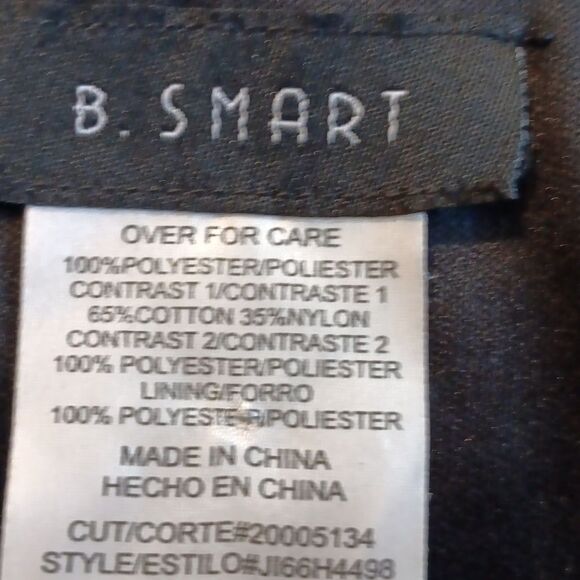 B. SMART
OVER FOR CARE
100%POLYESTER/POLIESTER
CONTRAST 1/CONTRASTE 1
65%COTTON 35%NYLON
CONTRAST 2/CONTRASTE 2
100% POLYESTER/POLIESTER
LINING/FORRO
100% POLYESTER/POLIESTER
MADE IN CHINA
HECHO EN CHINA
CUT/CORTE#20005134
STYLE/ESTILO#JI66H4498